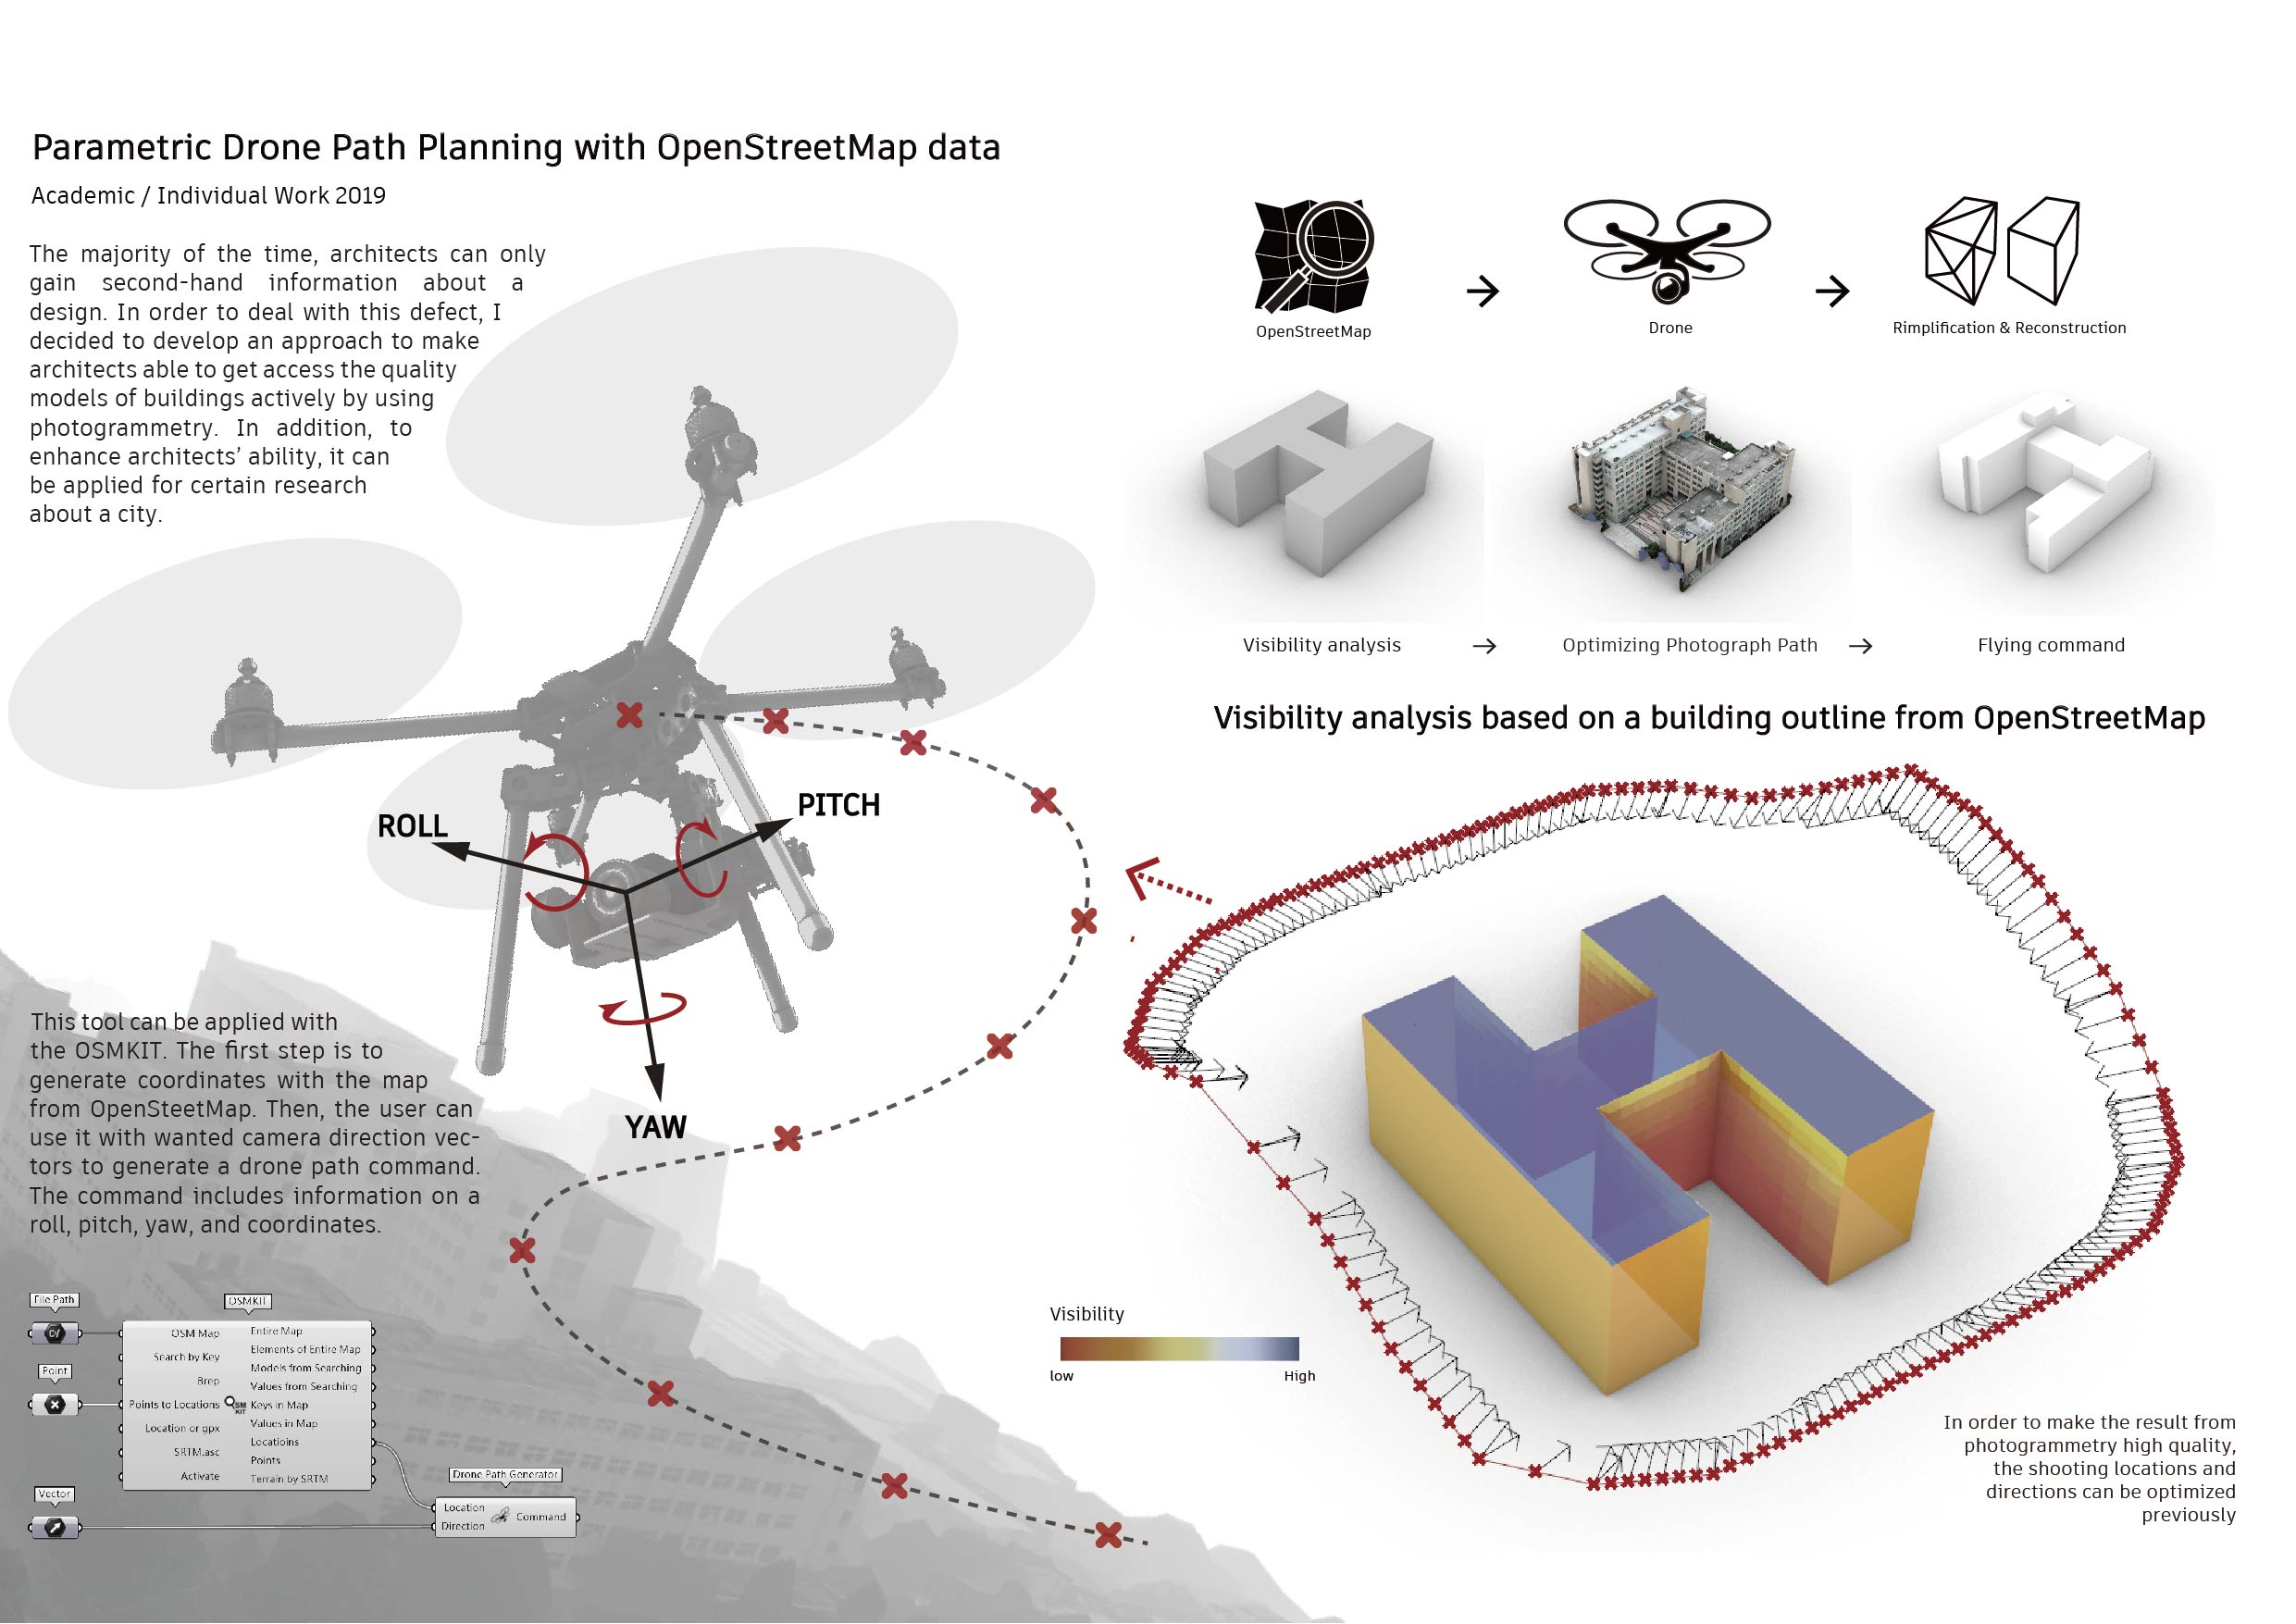 Parametric Drone Path Planning with OpenStreetMap data
Academic / Individual Work 2019
The majority of the time, architects can only
gain second-hand information about a
design. In order to deal with this defect, I
decided to develop an approach to make
architects able to get access the quality
models of buildings actively by using
photogrammetry. In addition, to
enhance architects' ability, it can
be applied for certain research
about a city.
OpenStreetMap
Drone
Rimplification & Reconstruction
Visibility analysis
Optimizing Photograph Path
Flying command
Visibility analysis based on a building outline from OpenStreetMap
ROLL
PITCH
YAW
This tool can be applied with
the OSMKIT. The first step is to
generate coordinates with the map
from OpenSteetMap. Then, the user can
use it with wanted camera direction vec-
tors to generate a drone path command.
The command includes information on a
roll, pitch, yaw, and coordinates.
File Path
C/
Point
Vector
OSMKIT
OSM Map
Search by Key
Brep
Points to Locations
Location or gpx
SRTM.asc
Activate
OSM
KIT
Entire Map
Elements of Entire Map
Models from Searching
Values from Searching
Keys in Map
Values in Map
Locatioins
Points
Terrain by SRTM
Drone Path Generator
Location
Direction
Command
Visibility
low
High
In order to make the result from
photogrammetry high quality,
the shooting locations and
directions can be optimized
previously